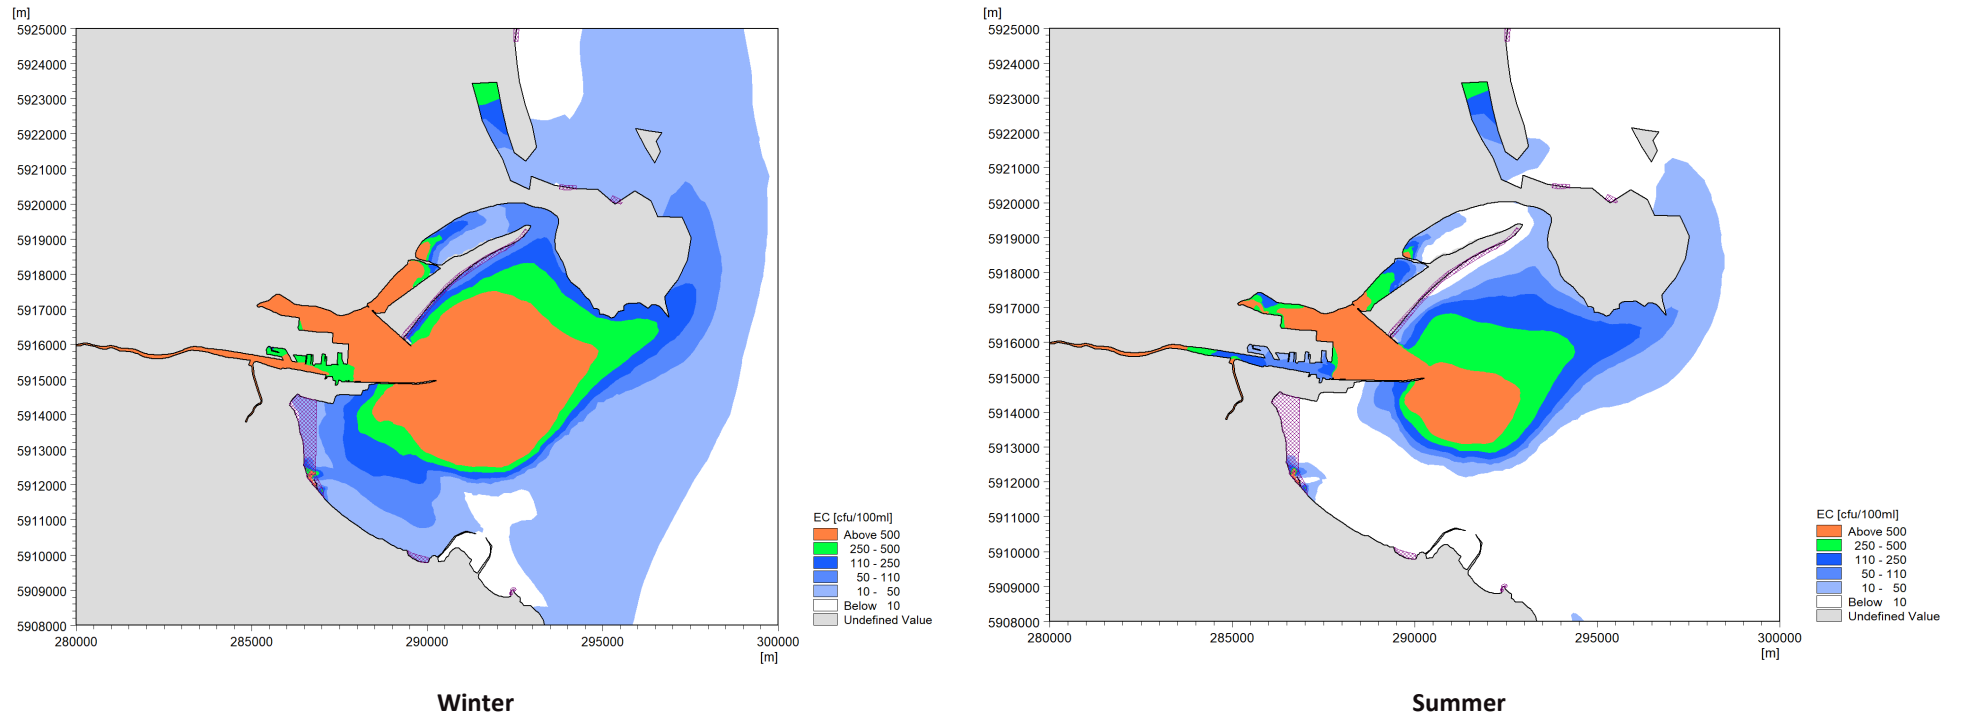 [m]
5925000
5924000
5923000
5922000
5921000
5920000
5919000
5918000
5917000
5916000
5915000
5914000
5913000
5912000
5911000
5910000
5909000
5908000
280000 285000 290000 295000 300000
[m]
EC [cfu/100ml]
Above 500
250 - 500
110 - 250
50 - 110
10 - 50
Below 10
Undefined Value
Winter
[m]
5925000
5924000
5923000
5922000
5921000
5920000
5919000
5918000
5917000
5916000
5915000
5914000
5913000
5912000
5911000
5910000
5909000
5908000
280000 285000 290000 295000 300000
[m]
EC [cfu/100ml]
Above 500
250 - 500
110 - 250
50 - 110
10 - 50
Below 10
Undefined Value
Summer